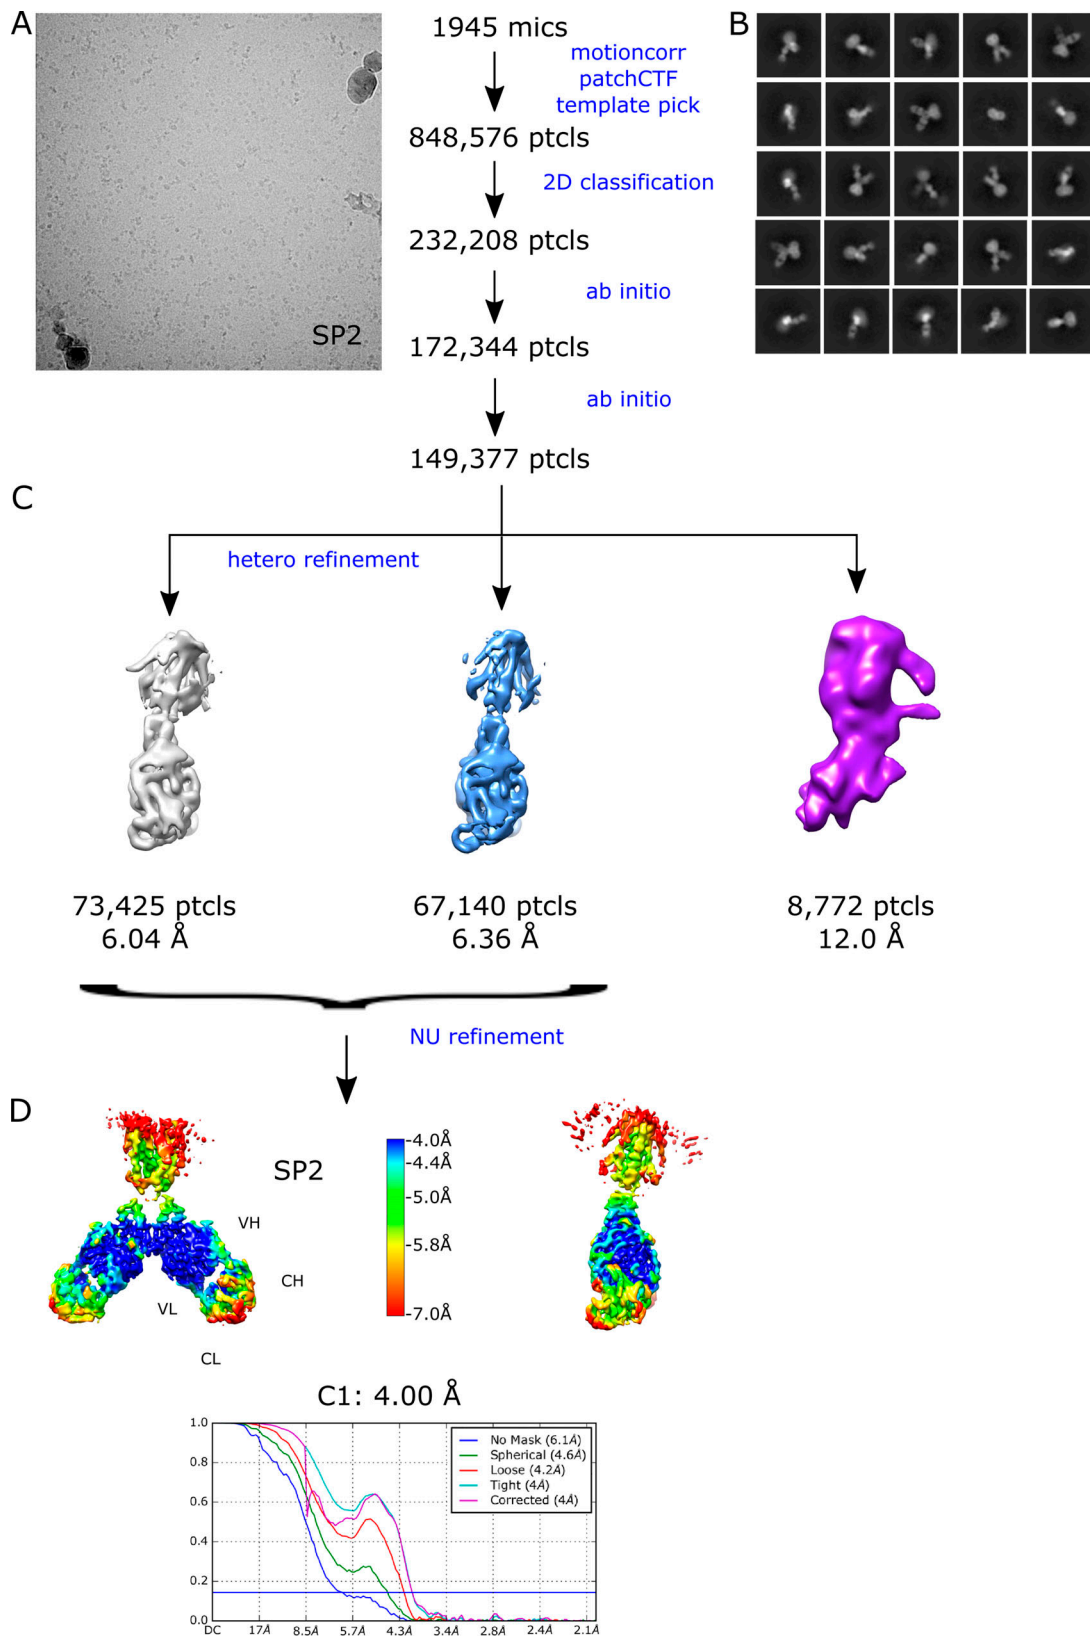 A
1945 mics
B
motioncorr
patchCTF
template pick
848,576 ptcls
2D classification
232,208 ptcls
ab initio
SP2
172,344 ptcls
ab initio
149,377 ptcls
C
hetero refinement
73,425 ptcls
6.04 Å
67,140 ptcls
6.36 Å
8,772 ptcls
12.0 Å
NU refinement
D
SP2
-4.0Å
-4.4Å
-5.0Å
-5.8Å
-7.0Å
VH
CH
VL
CL
C1: 4.00 Å
1.0
0.8
0.6
0.4
0.2
0.0
No Mask (6.1Å)
Spherical (4.6Å)
Loose (4.2Å)
Tight (4Å)
Corrected (4Å)
DC 17Å 8.5Å 5.7Å 4.3Å 3.4Å 2.8Å 2.4Å 2.1Å